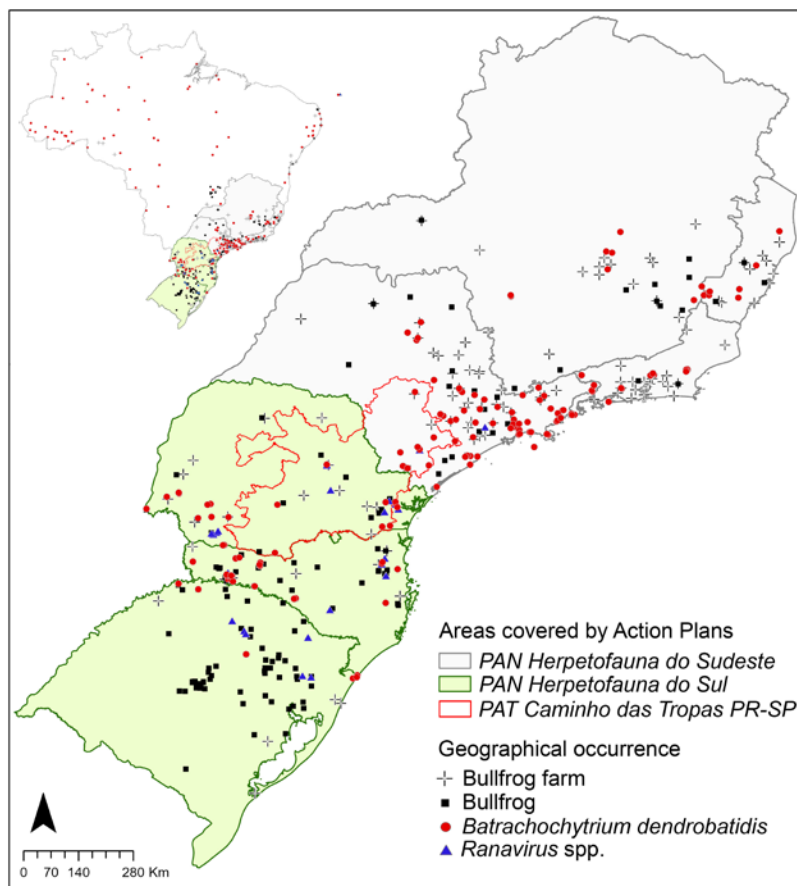 Areas covered by Action Plans
PAN Herpetofauna do Sudeste
PAN Herpetofauna do Sul
PAT Caminho das Tropas PR-SP
Geographical occurrence
Bullfrog farm
Bullfrog
Batrachochytrium dendrobatidis
Ranavirus spp.
0 70 140 280 Km